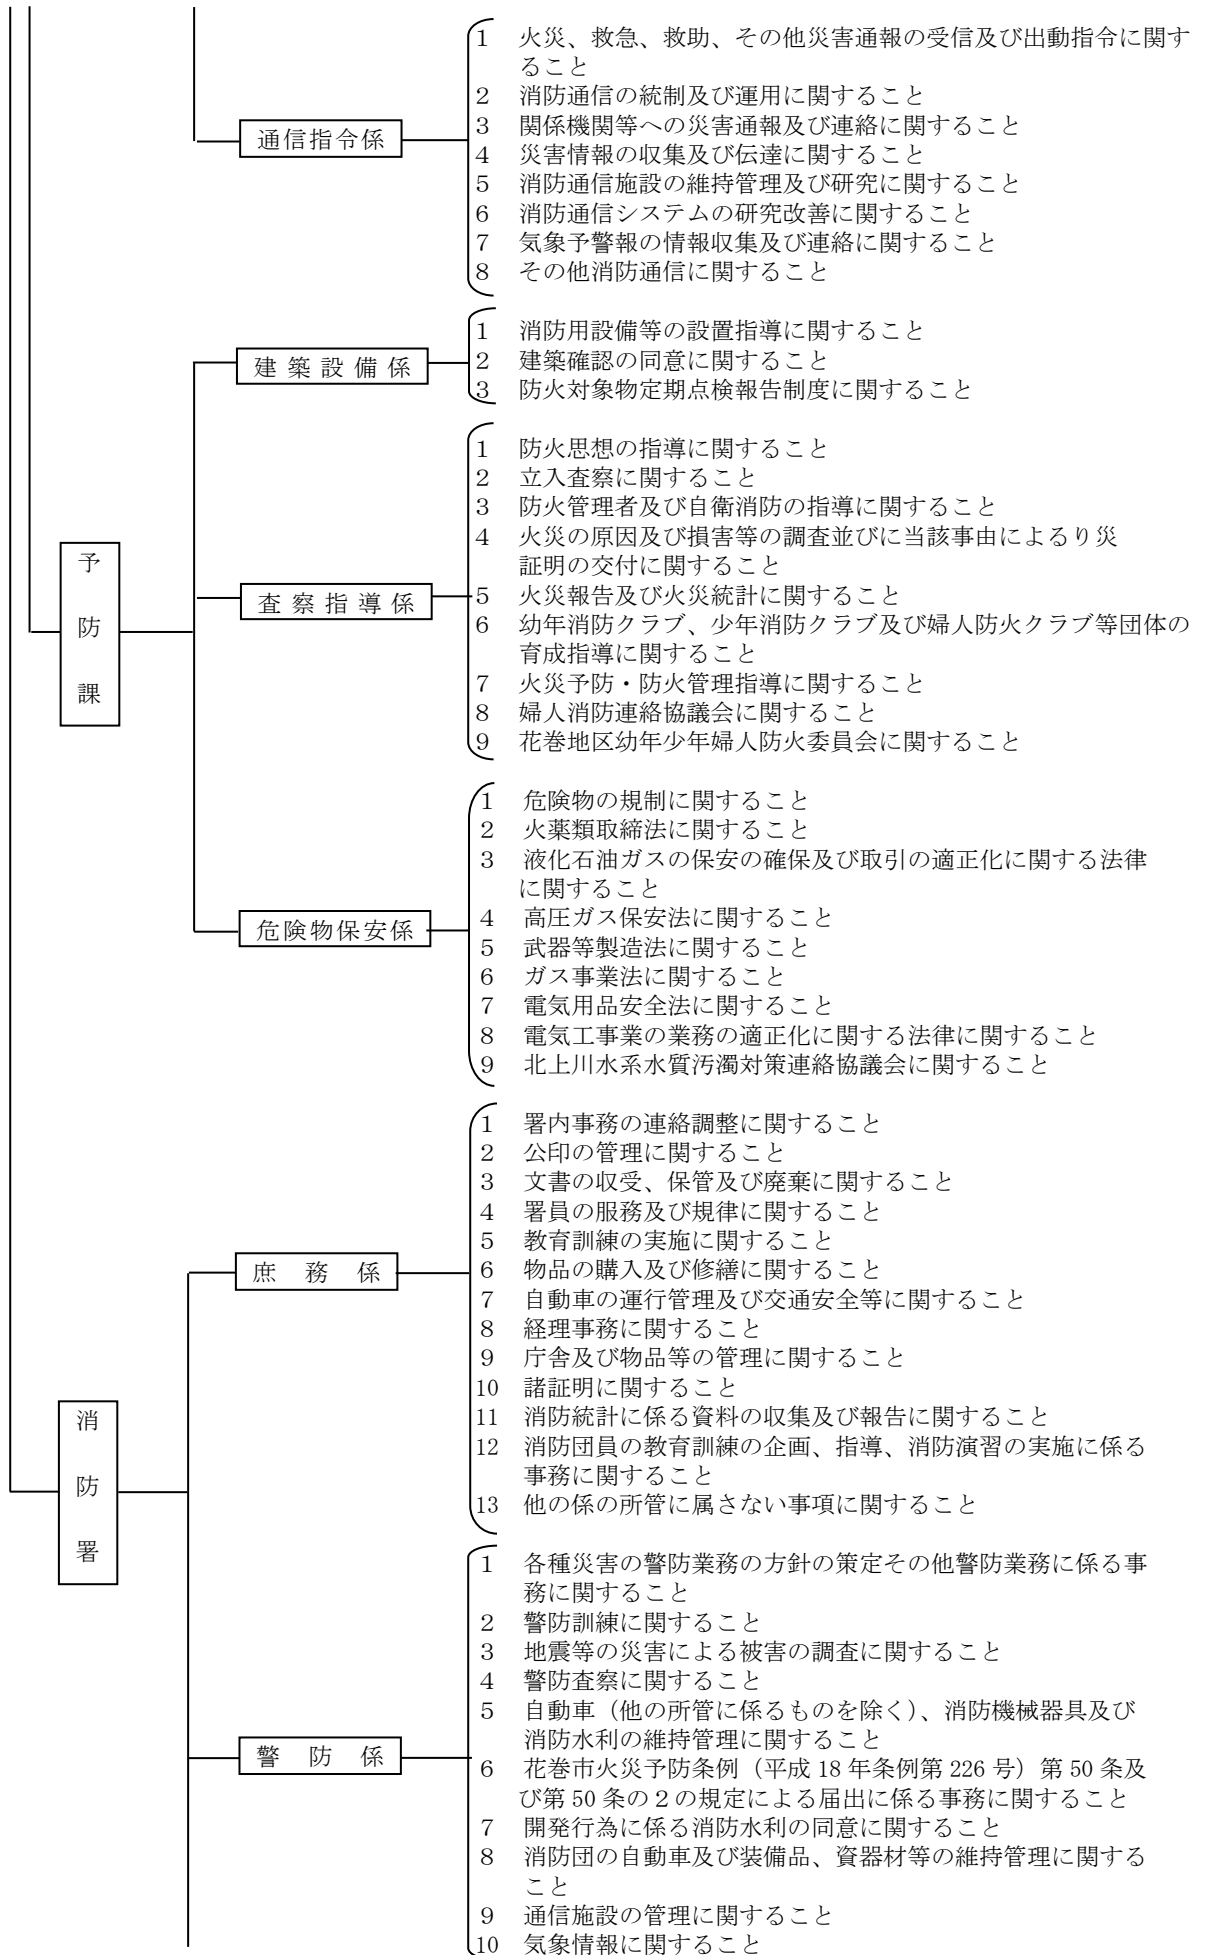 通信指令係
1 火災、救急、救助、その他災害通報の受信及び出動指令に関す
ること
2 消防通信の統制及び運用に関すること
3 関係機関等への災害通報及び連絡に関すること
4 災害情報の収集及び伝達に関すること
5 消防通信施設の維持管理及び研究に関すること
6 消防通信システムの研究改善に関すること
7 気象予警報の情報収集及び連絡に関すること
8 その他消防通信に関すること
予防課
建築設備係
1 消防用設備等の設置指導に関すること
2 建築確認の同意に関すること
3 防火対象物定期点検報告制度に関すること
査察指導係
1 防火思想の指導に関すること
2 立入査察に関すること
3 防火管理者及び自衛消防の指導に関すること
4 火災の原因及び損害等の調査並びに当該事由によるり災
証明の交付に関すること
5 火災報告及び火災統計に関すること
6 幼年消防クラブ、少年消防クラブ及び婦人防火クラブ等団体の
育成指導に関すること
7 火災予防・防火管理指導に関すること
8 婦人消防連絡協議会に関すること
9 花巻地区幼年少年婦人防火委員会に関すること
危険物保安係
1 危険物の規制に関すること
2 火薬類取締法に関すること
3 液化石油ガスの保安の確保及び取引の適正化に関する法律
に関すること
4 高圧ガス保安法に関すること
5 武器等製造法に関すること
6 ガス事業法に関すること
7 電気用品安全法に関すること
8 電気工事業の業務の適正化に関する法律に関すること
9 北上川水系水質汚濁対策連絡協議会に関すること
消防署
庶務係
1 署内事務の連絡調整に関すること
2 公印の管理に関すること
3 文書の収受、保管及び廃棄に関すること
4 署員の服務及び規律に関すること
5 教育訓練の実施に関すること
6 物品の購入及び修繕に関すること
7 自動車の運行管理及び交通安全等に関すること
8 経理事務に関すること
9 庁舎及び物品等の管理に関すること
10 諸証明に関すること
11 消防統計に係る資料の収集及び報告に関すること
12 消防団員の教育訓練の企画、指導、消防演習の実施に係る
事務に関すること
13 他の係の所管に属さない事項に関すること
警防係
1 各種災害の警防業務の方針の策定その他警防業務に係る事
務に関すること
2 警防訓練に関すること
3 地震等の災害による被害の調査に関すること
4 警防査察に関すること
5 自動車（他の所管に係るものを除く）、消防機械器具及び
消防水利の維持管理に関すること
6 花巻市火災予防条例（平成 18 年条例第 226 号）第 50 条及
び第 50 条の２の規定による届出に係る事務に関すること
7 開発行為に係る消防水利の同意に関すること
8 消防団の自動車及び装備品、資器材等の維持管理に関する
こと
9 通信施設の管理に関すること
10 気象情報に関すること